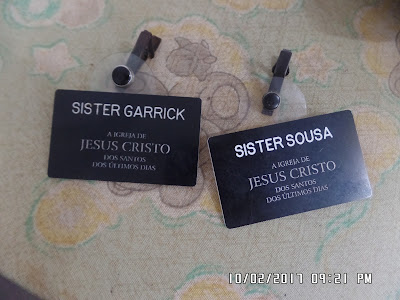 SISTER GARRICK
A IGREJA DE
JESUS CRISTO
DOS SANTOS
DOS ÚLTIMOS DIAS
SISTER SOUSA
A IGREJA DE
JESUS CRISTO
DOS SANTOS
DOS ÚLTIMOS DIAS
10/02/2017 09:21 PM